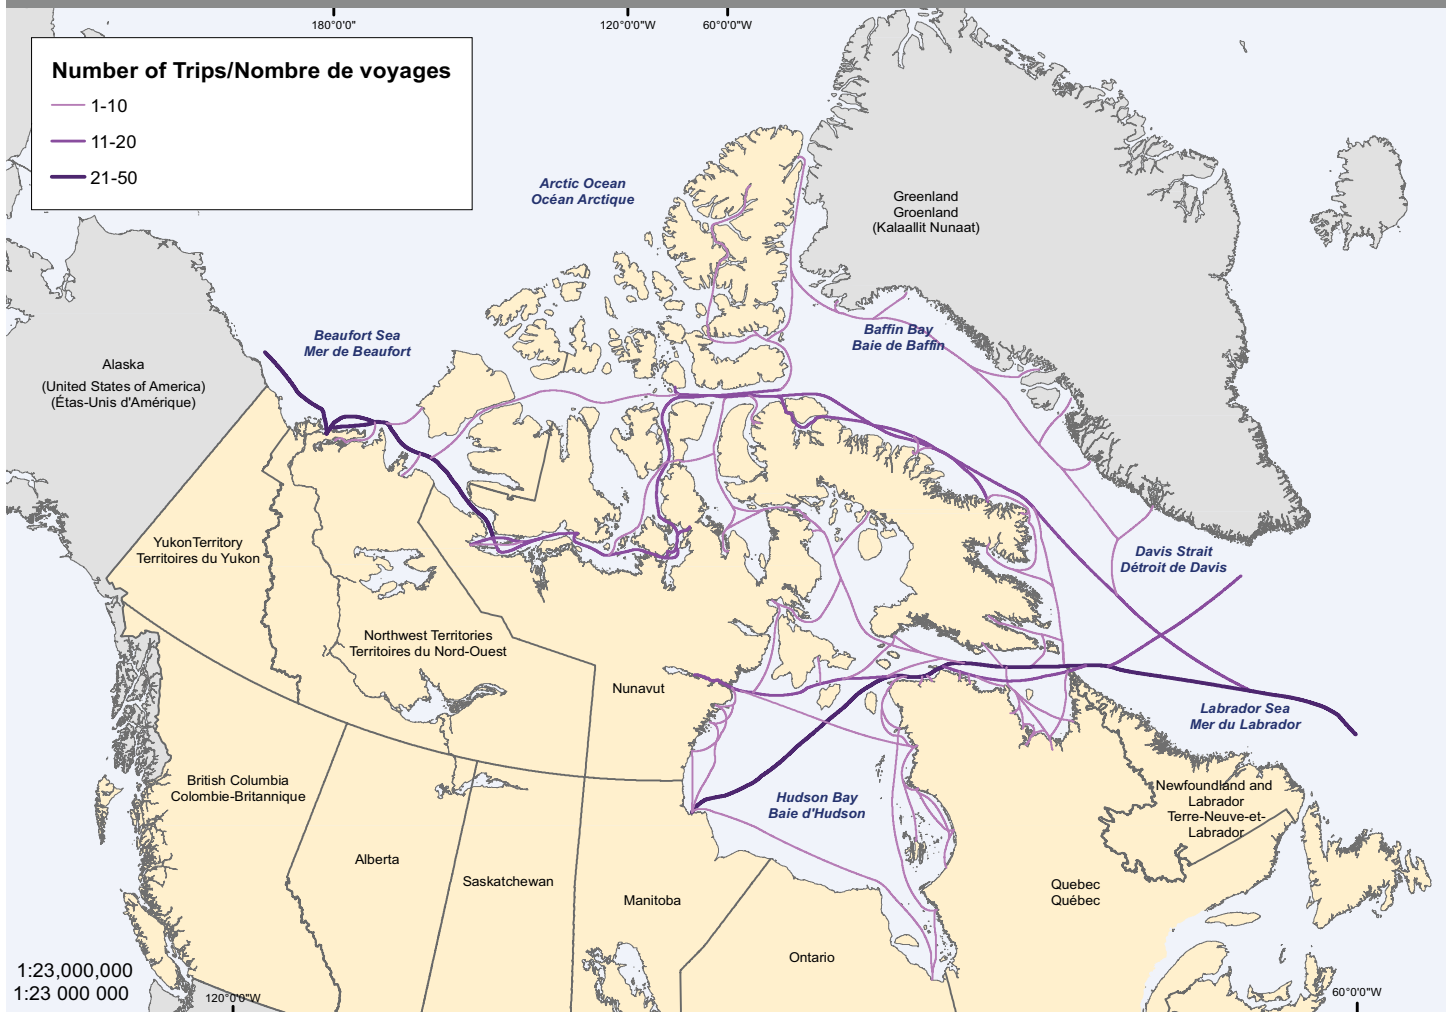 180°0'0"
120°0'0"W
60°0'0"W
Number of Trips/Nombre de voyages
1-10
11-20
21-50
Arctic Ocean
Océan Arctique
Greenland
Groenland
(Kalaallit Nunaat)
Beaufort Sea
Mer de Beaufort
Baffin Bay
Baie de Baffin
Alaska
(United States of America)
(Étas-Unis d'Amérique)
YukonTerritory
Territoires du Yukon
Davis Strait
Détroit de Davis
Northwest Territories
Territoires du Nord-Ouest
Nunavut
Labrador Sea
Mer du Labrador
British Columbia
Colombie-Britannique
Hudson Bay
Baie d'Hudson
Newfoundland and
Labrador
Terre-Neuve-et-
Labrador
Alberta
Saskatchewan
Manitoba
Quebec
Québec
Ontario
1:23,000,000
1:23 000 000
120°0'0"W
60°0'0"W